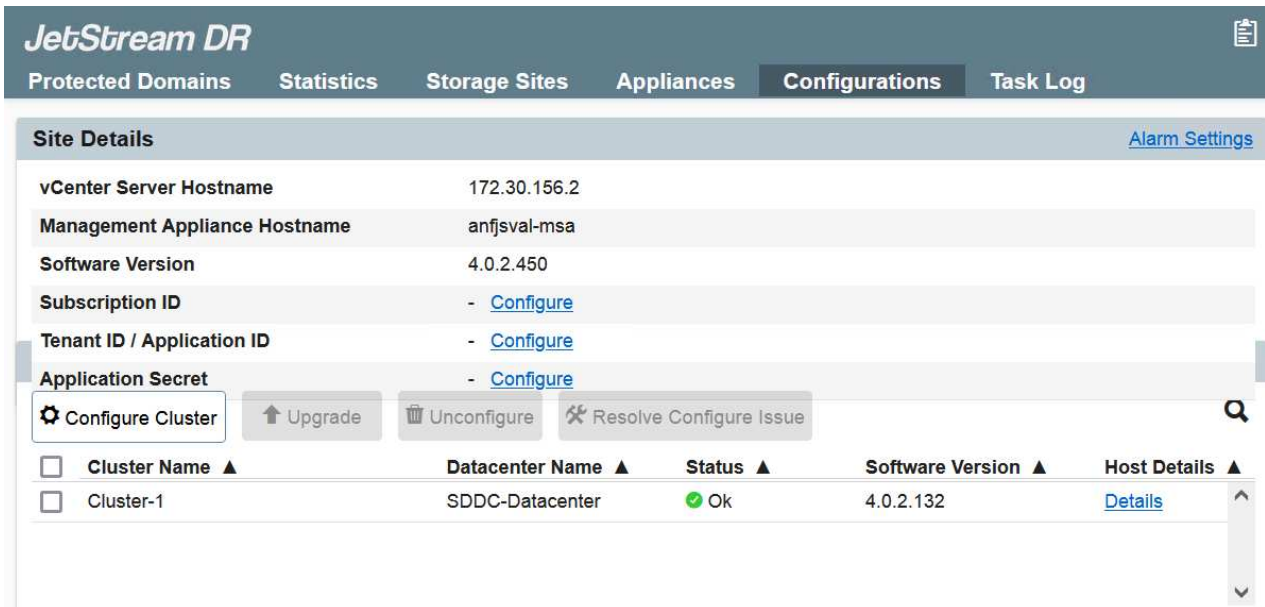 JetStream DR
Protected Domains Statistics Storage Sites Appliances Configurations Task Log
Site Details Alarm Settings
vCenter Server Hostname 172.30.156.2
Management Appliance Hostname anfjsval-msa
Software Version 4.0.2.450
Subscription ID - Configure
Tenant ID / Application ID - Configure
Application Secret - Configure
Configure Cluster Upgrade Unconfigure Resolve Configure Issue
Cluster Name ▲ Datacenter Name ▲ Status ▲ Software Version ▲ Host Details ▲
Cluster-1 SDDC-Datacenter Ok 4.0.2.132 Details